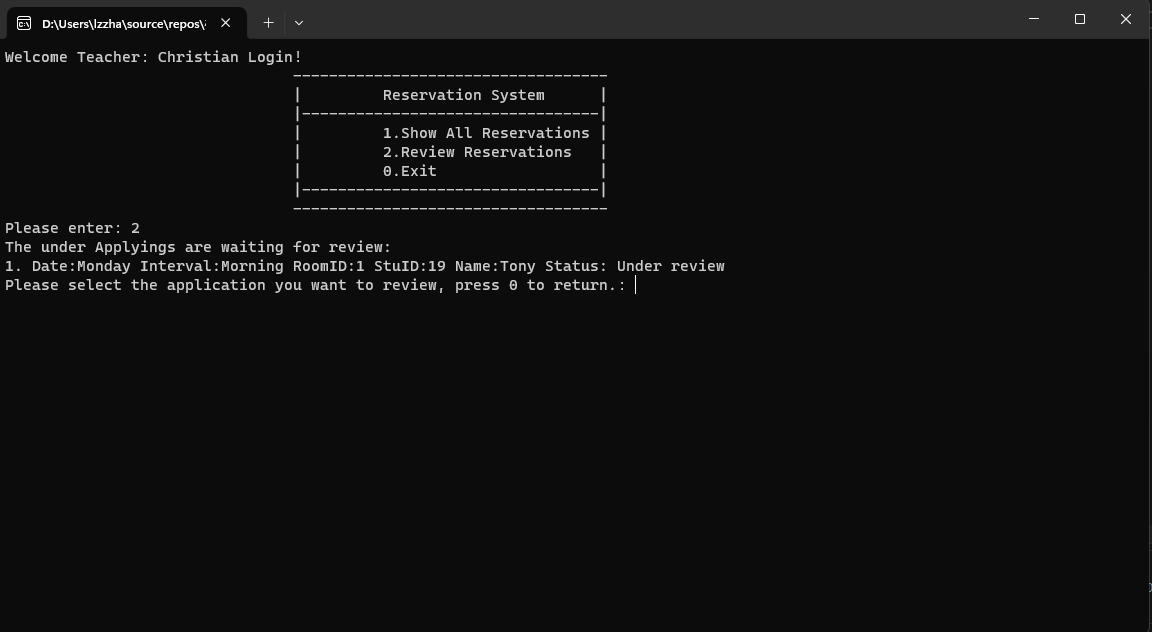 D:\Users\lzzha\source\repos\
Welcome Teacher: Christian Login!
-----------------------------------
|         Reservation System      |
|---------------------------------|
|         1.Show All Reservations |
|         2.Review Reservations   |
|         0.Exit                  |
|---------------------------------|
-----------------------------------
Please enter: 2
The under Applyings are waiting for review:
1. Date:Monday Interval:Morning RoomID:1 StuID:19 Name:Tony Status: Under review
Please select the application you want to review, press 0 to return.: